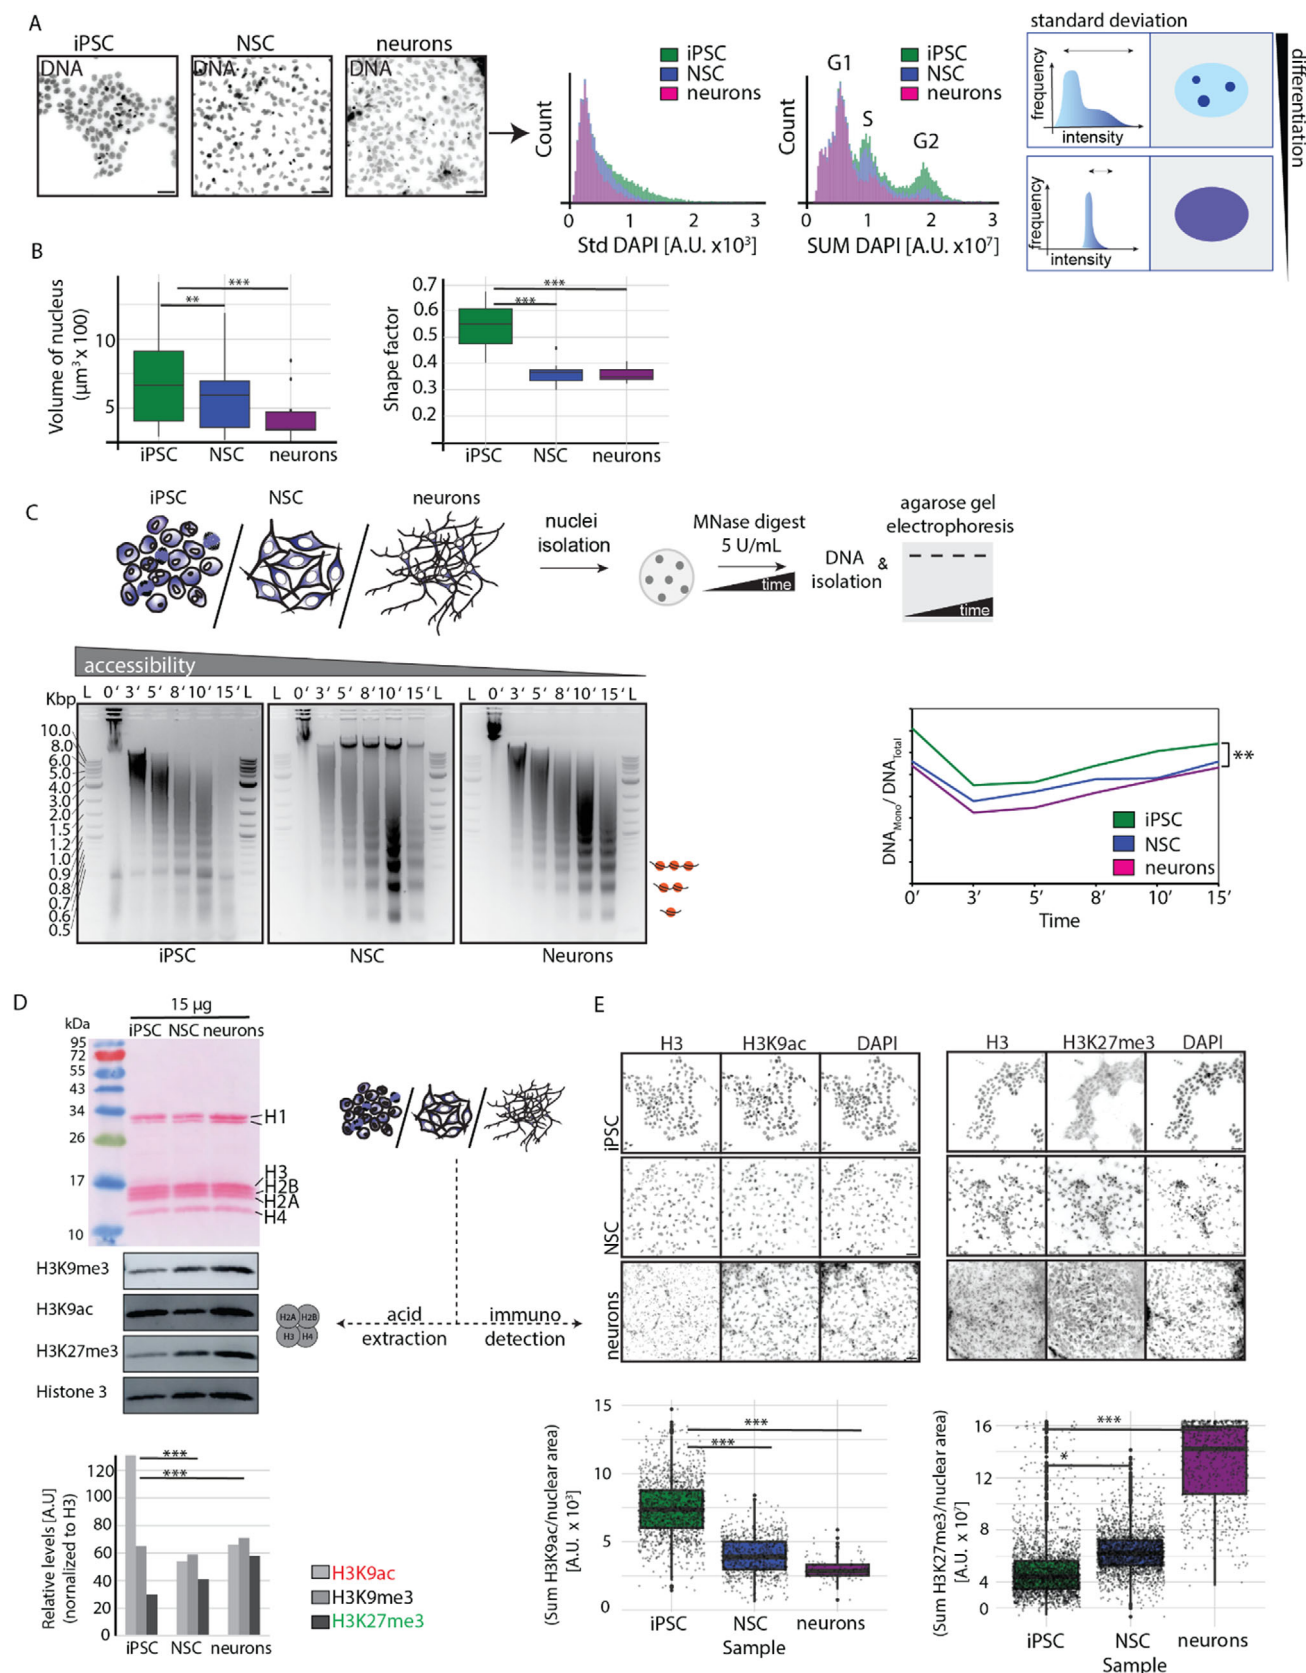 A
iPSC NSC neurons
DNA DNA DNA
iPSC
NSC
neurons
Count
0 1 2 3
Std DAPI [A.U. x10³]
iPSC
NSC
neurons
G1
S
G2
Count
0 1 2 3
SUM DAPI [A.U. x10⁷]
standard deviation
frequency
intensity
frequency
intensity
differentiation
B
Volume of nucleus
(µm³ x 100)
10
5
**
***
iPSC NSC neurons
Shape factor
0.6
0.5
0.4
0.3
0.2
***
***
iPSC NSC neurons
C
iPSC NSC neurons
nuclei
isolation
MNase digest
5 U/mL
time
DNA &
isolation
agarose gel
electrophoresis
time
accessibility
Kbp L 0' 3' 5' 8' 10' 15' L L 0' 3' 5' 8' 10' 15' L 0' 3' 5' 8' 10' 15' L
10.0
8.0
6.0
5.0
4.0
3.0
2.0
1.5
1.2
1.0
0.9
0.8
0.7
0.6
0.5
iPSC NSC Neurons
DNA Mono / DNA Total
**
iPSC
NSC
neurons
0' 3' 5' 8' 10' 15'
Time
D
15 µg
kDa iPSC NSC neurons
95
72
55
43
34
26
17
10
H1
H3
H2B
H2A
H4
H3K9me3
H3K9ac
H3K27me3
Histone 3
H2A H2B
H3 H4
acid
extraction
immuno
detection
Relative levels [A.U]
(normalized to H3)
120
100
80
60
40
20
0
***
***
iPSC NSC neurons
H3K9ac
H3K9me3
H3K27me3
E
H3 H3K9ac DAPI
H3 H3K27me3 DAPI
iPSC
NSC
neurons
(Sum H3K9ac/nuclear area)
[A.U. x 10³]
15
10
5
0
***
***
iPSC NSC neurons
Sample
(Sum H3K27me3/nuclear area)
[A.U. x 10⁷]
16
12
8
4
0
***
*
iPSC NSC neurons
Sample